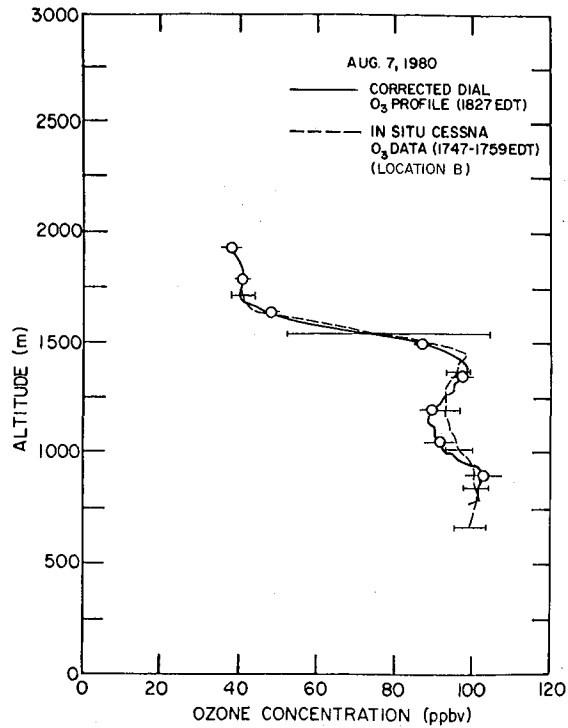 3000
2500
2000
1500
1000
500
0
ALTITUDE (m)
AUG. 7, 1980
CORRECTED DIAL
O3 PROFILE (1827 EDT)
IN SITU CESSNA
O3 DATA (1747-1759 EDT)
(LOCATION B)
0 20 40 60 80 100 120
OZONE CONCENTRATION (ppbv)